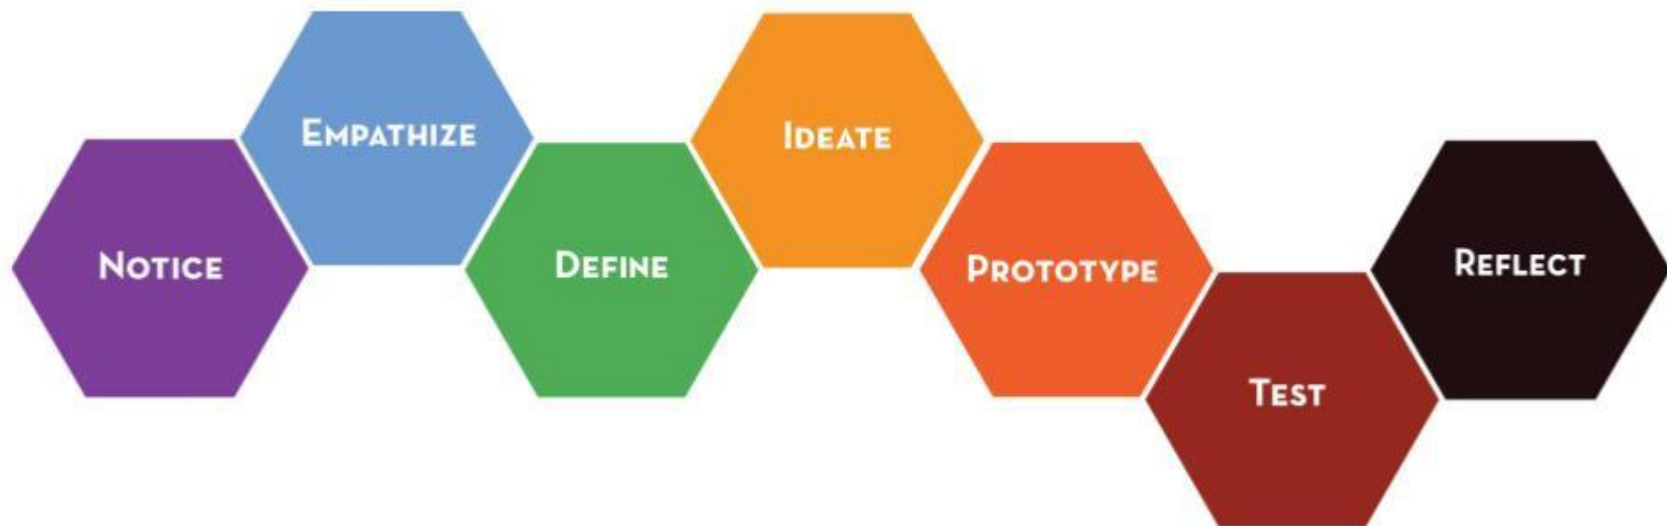 Notice
Empathize
Define
Ideate
Prototype
Test
Reflect